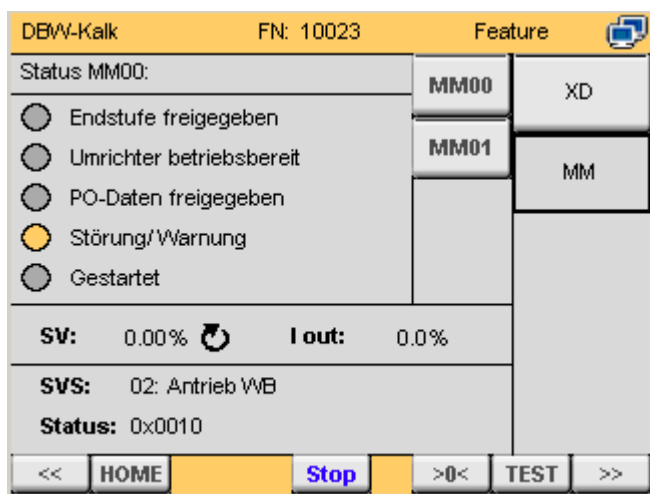 DBW-Kalk FN: 10023 Feature
Status MM00:
MM00
XD
Endstufe freigegeben
Umrichter betriebsbereit
MM01
MM
PO-Daten freigegeben
Störung/Warnung
Gestartet
SV: 0.00% I out: 0.0%
SVS: 02: Antrieb WB
Status: 0x0010
<< HOME Stop >0< TEST >>